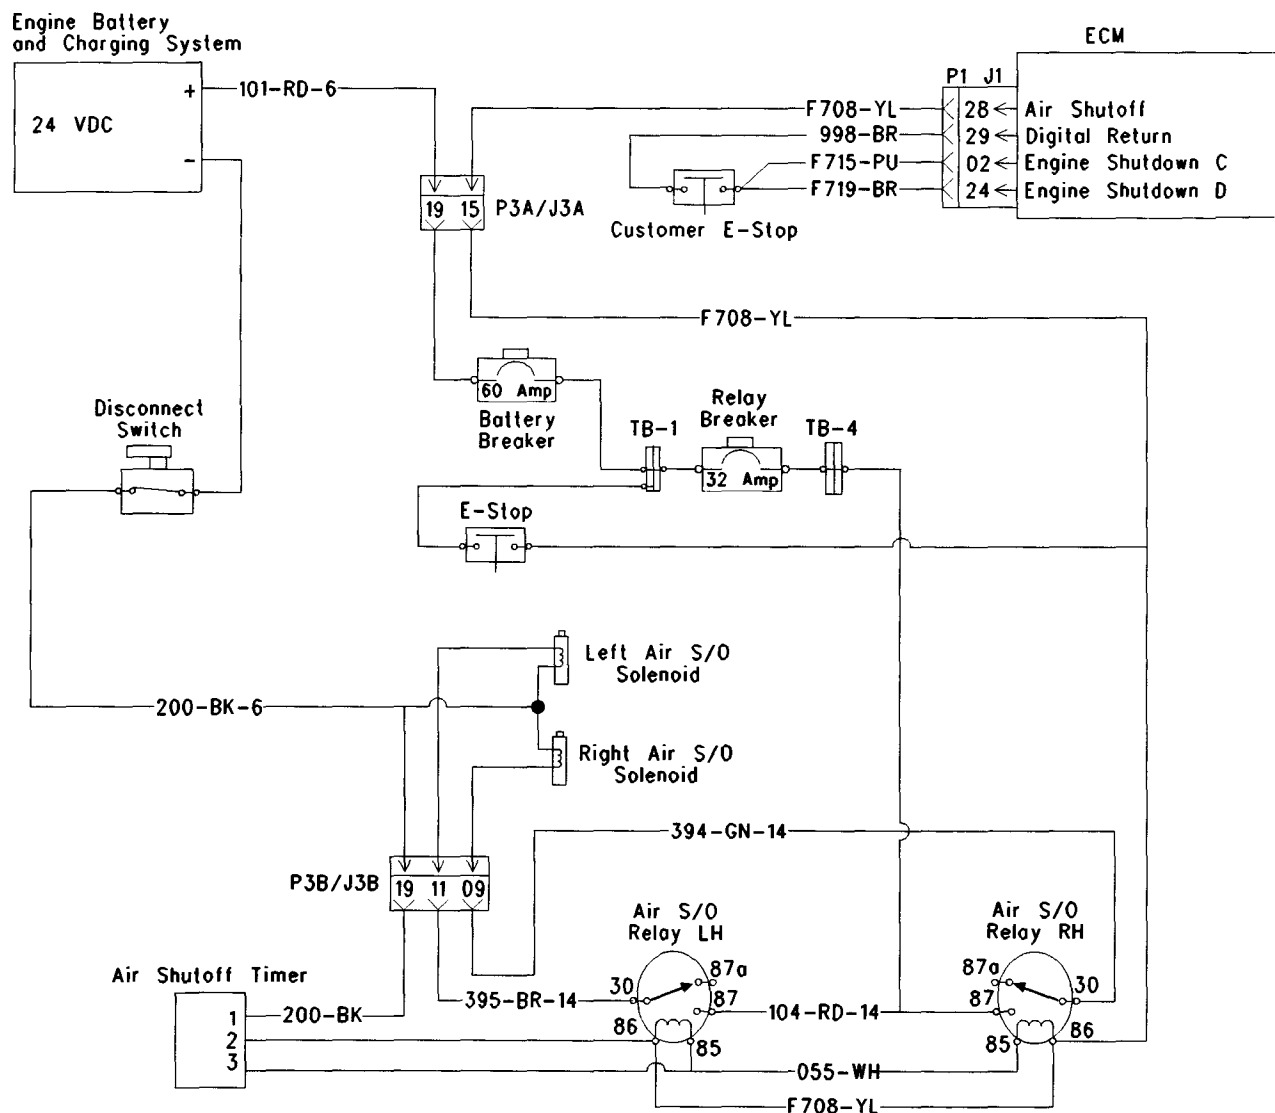 Engine Battery
and Charging System
24 VDC
+
-
101-RD-6
ECM
P1 J1
F708-YL
28
Air Shutoff
998-BR
29
Digital Return
F715-PU
02
Engine Shutdown C
F719-BR
24
Engine Shutdown D
Customer E-Stop
19 15
P3A/J3A
F708-YL
60 Amp
Battery
Breaker
Disconnect
Switch
TB-1
Relay
Breaker
32 Amp
TB-4
E-Stop
Left Air S/O
Solenoid
200-BK-6
Right Air S/O
Solenoid
394-GN-14
P3B/J3B
19 11 09
Air S/O
Relay LH
Air S/O
Relay RH
Air Shutoff Timer
1
2
3
200-BK
395-BR-14
30
87a
87
86
85
104-RD-14
87a
87
30
85
86
055-WH
F708-YL